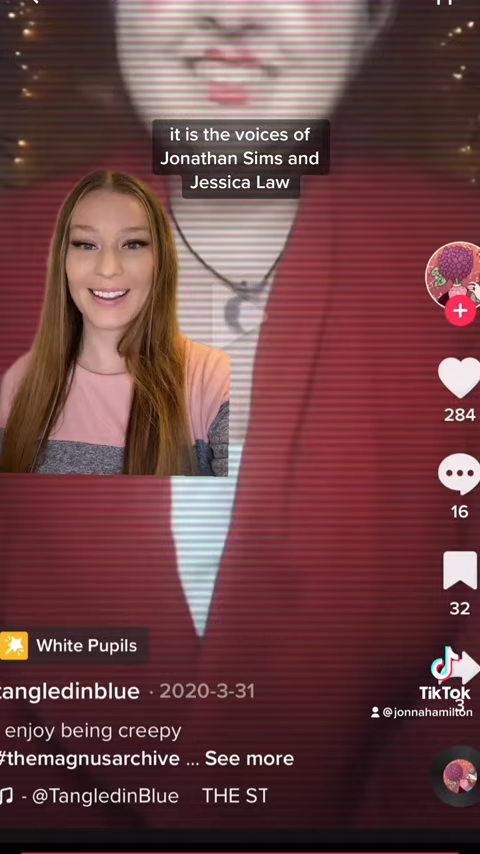 it is the voices of
Jonathan Sims and
Jessica Law
284
16
32
White Pupils
tangledinblue · 2020-3-31
3
TikTok
@jonnahamilton
enjoy being creepy
#themagnusarchive ... See more
- @TangledinBlue THE ST